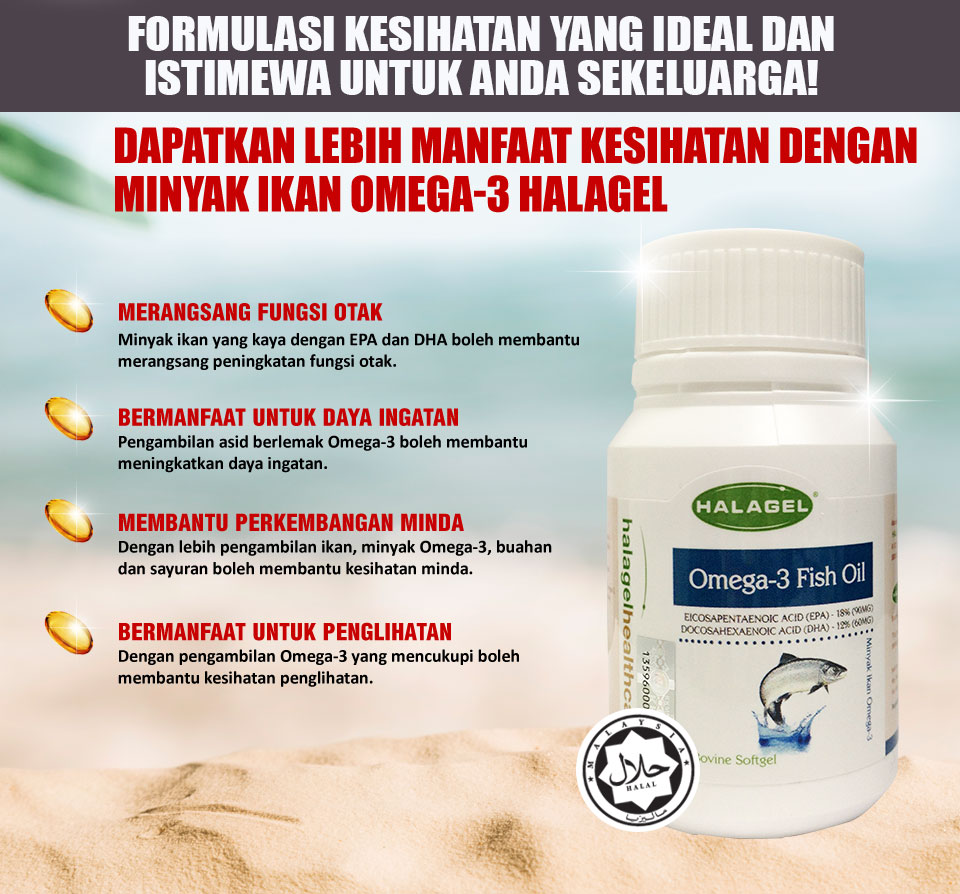 FORMULASI KESIHATAN YANG IDEAL DAN
ISTIMEWA UNTUK ANDA SEKELUARGA!
DAPATKAN LEBIH MANFAAT KESIHATAN DENGAN
MINYAK IKAN OMEGA-3 HALAGEL
MERANGSANG FUNGSI OTAK
Minyak ikan yang kaya dengan EPA dan DHA boleh membantu
merangsang peningkatan fungsi otak.
BERMANFAAT UNTUK DAYA INGATAN
Pengambilan asid berlemak Omega-3 boleh membantu
meningkatkan daya ingatan.
MEMBANTU PERKEMBANGAN MINDA
Dengan lebih pengambilan ikan, minyak Omega-3, buahan
dan sayuran boleh membantu kesihatan minda.
BERMANFAAT UNTUK PENGLIHATAN
Dengan pengambilan Omega-3 yang mencukupi boleh
membantu kesihatan penglihatan.
HALAGEL®
halagelhealthca
Omega-3 Fish Oil
EICOSAPENTAENOIC ACID (EPA) - 18% (90MG)
DOCOSAHEXAENOIC ACID (DHA) - 12% (60MG)
Minyak Ikan Omega-3
13596000
Bovine Softgel
MALAYSIA
حلال
HALAL
مليسيا